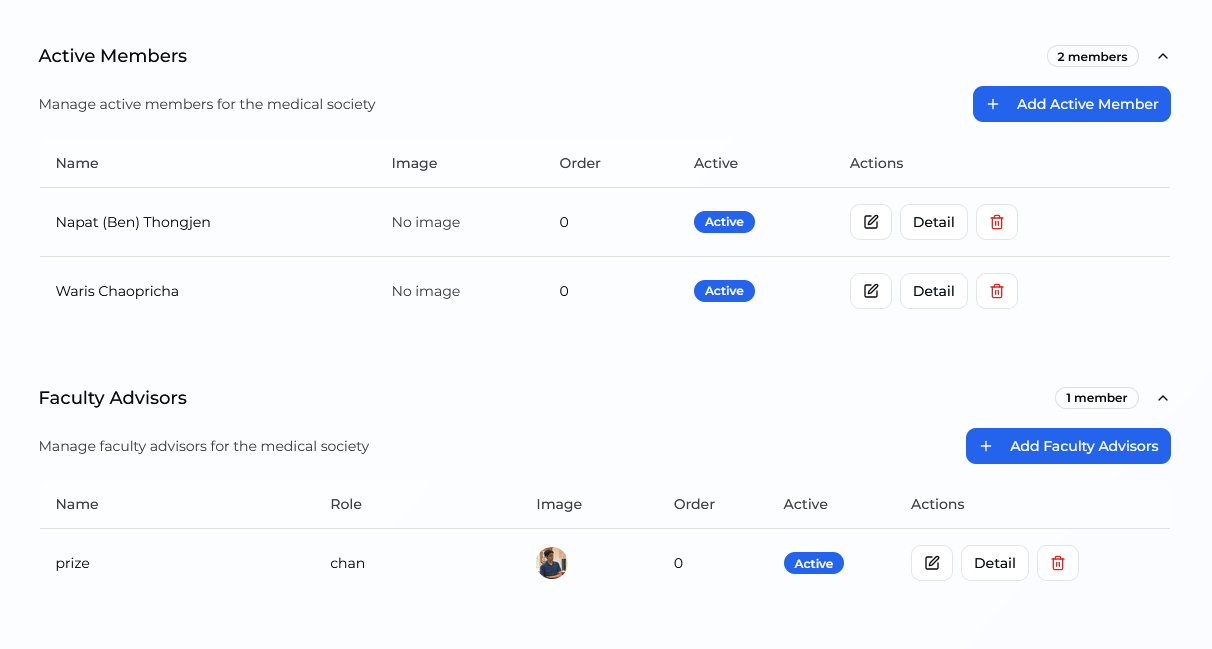 Active Members
2 members
Manage active members for the medical society
+ Add Active Member
Name Image Order Active Actions
Napat (Ben) Thongjen No image 0 Active Detail
Waris Chaopricha No image 0 Active Detail
Faculty Advisors
1 member
Manage faculty advisors for the medical society
+ Add Faculty Advisors
Name Role Image Order Active Actions
prize chan 0 Active Detail